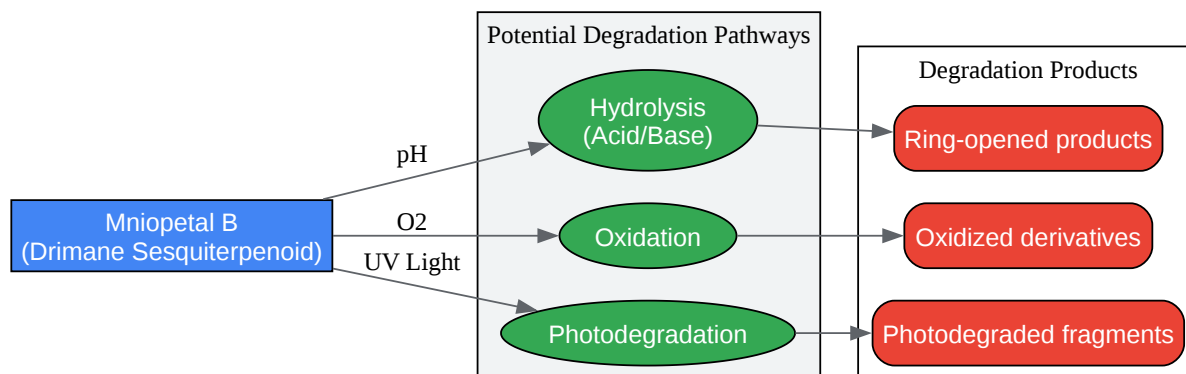 Potential Degradation Pathways
Degradation Products
Hydrolysis
(Acid/Base)
Ring-opened products
pH
Mniopetal B
(Drimane Sesquiterpenoid)
O2
Oxidation
Oxidized derivatives
UV Light
Photodegradation
Photodegraded fragments